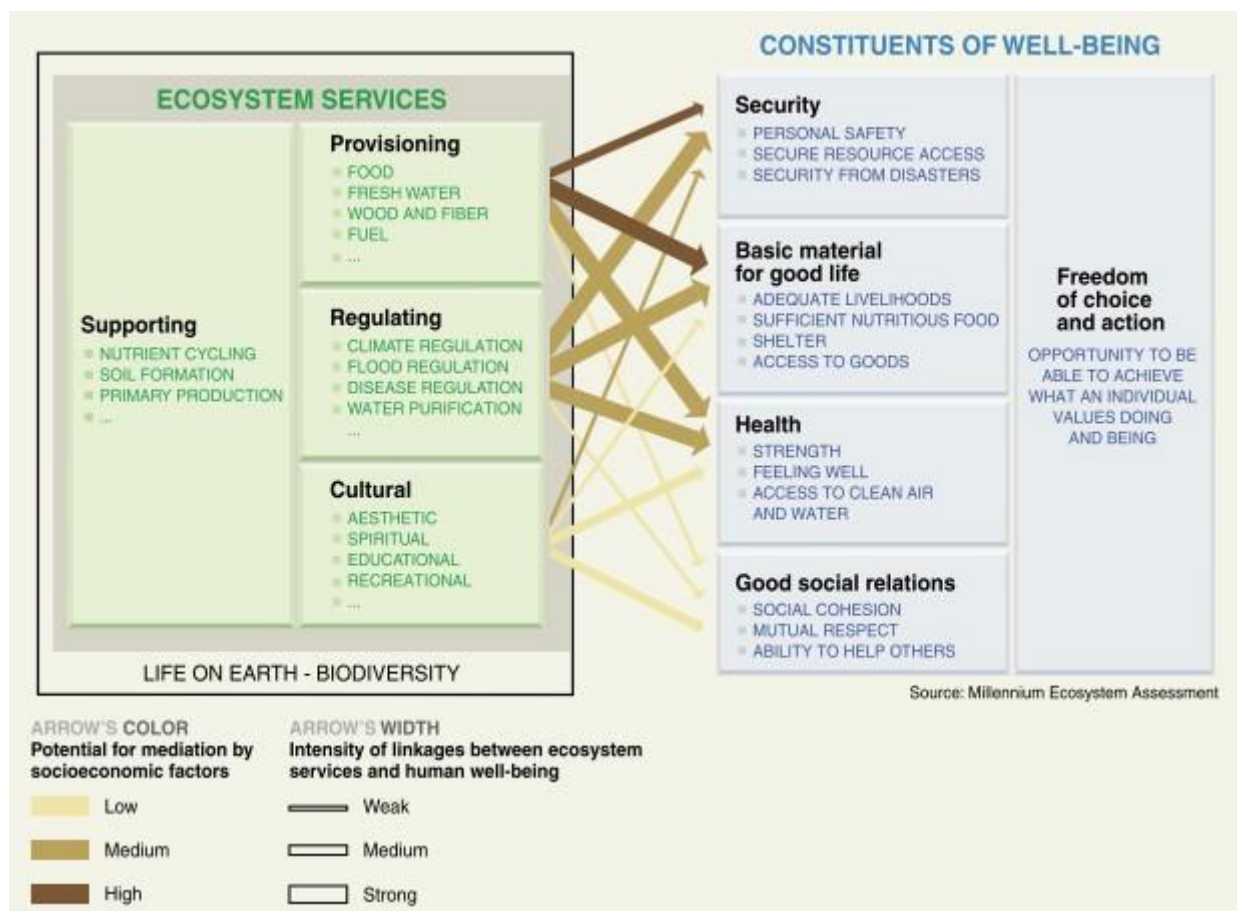 CONSTITUENTS OF WELL-BEING
ECOSYSTEM SERVICES
Supporting
NUTRIENT CYCLING
SOIL FORMATION
PRIMARY PRODUCTION
...
Provisioning
FOOD
FRESH WATER
WOOD AND FIBER
FUEL
...
Regulating
CLIMATE REGULATION
FLOOD REGULATION
DISEASE REGULATION
WATER PURIFICATION
...
Cultural
AESTHETIC
SPIRITUAL
EDUCATIONAL
RECREATIONAL
...
LIFE ON EARTH - BIODIVERSITY
Security
PERSONAL SAFETY
SECURE RESOURCE ACCESS
SECURITY FROM DISASTERS
Basic material
for good life
ADEQUATE LIVELIHOODS
SUFFICIENT NUTRITIOUS FOOD
SHELTER
ACCESS TO GOODS
Health
STRENGTH
FEELING WELL
ACCESS TO CLEAN AIR
AND WATER
Good social relations
SOCIAL COHESION
MUTUAL RESPECT
ABILITY TO HELP OTHERS
Freedom
of choice
and action
OPPORTUNITY TO BE
ABLE TO ACHIEVE
WHAT AN INDIVIDUAL
VALUES DOING
AND BEING
Source: Millennium Ecosystem Assessment
ARROW'S COLOR
Potential for mediation by
socioeconomic factors
Low
Medium
High
ARROW'S WIDTH
Intensity of linkages between ecosystem
services and human well-being
Weak
Medium
Strong